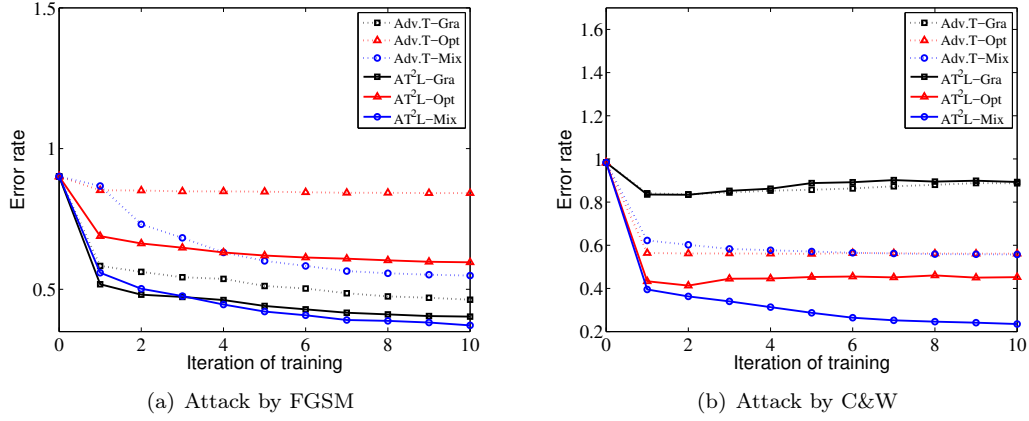 1.5
1
0.5
Error rate
0 2 4 6 8 10
Iteration of training
Adv.T−Gra
Adv.T−Opt
Adv.T−Mix
AT²L−Gra
AT²L−Opt
AT²L−Mix
(a) Attack by FGSM
1.6
1.4
1.2
1
0.8
0.6
0.4
0.2
Error rate
0 2 4 6 8 10
Iteration of training
Adv.T−Gra
Adv.T−Opt
Adv.T−Mix
AT²L−Gra
AT²L−Opt
AT²L−Mix
(b) Attack by C&W